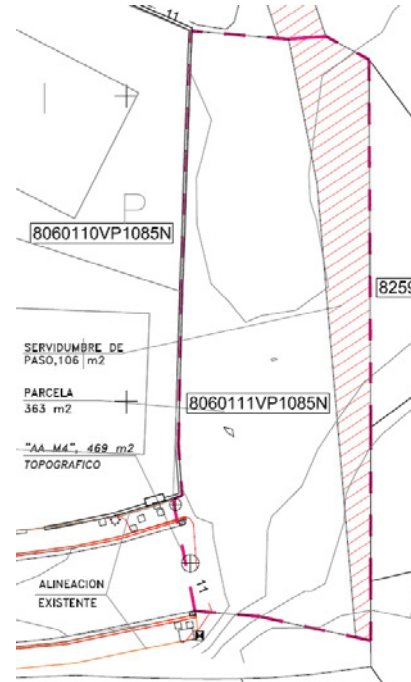 11
P
8060110VP1085N
8259
SERVIDUMBRE DE
PASO,106 m2
PARCELA
363 m2
8060111VP1085N
"AA M4", 469 m2
TOPOGRAFICO
ALINEACION
EXISTENTE
11